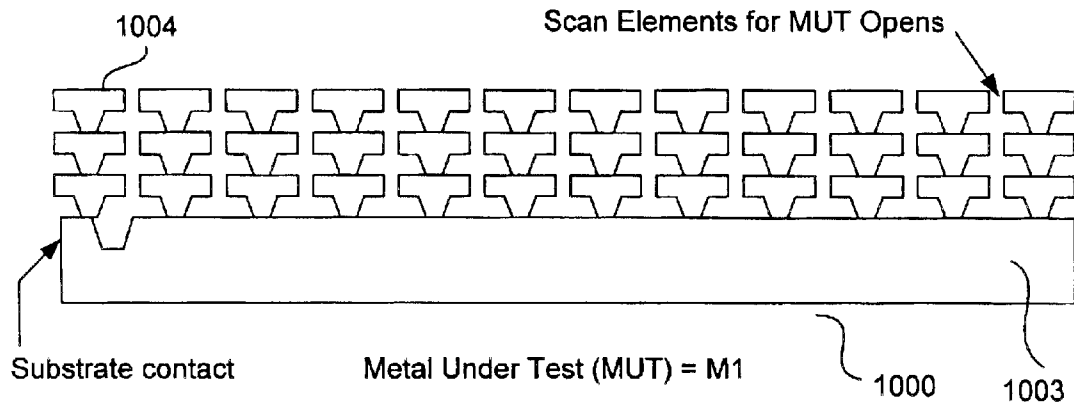 1004
Scan Elements for MUT Opens
Substrate contact
Metal Under Test (MUT) = M1
1000
1003